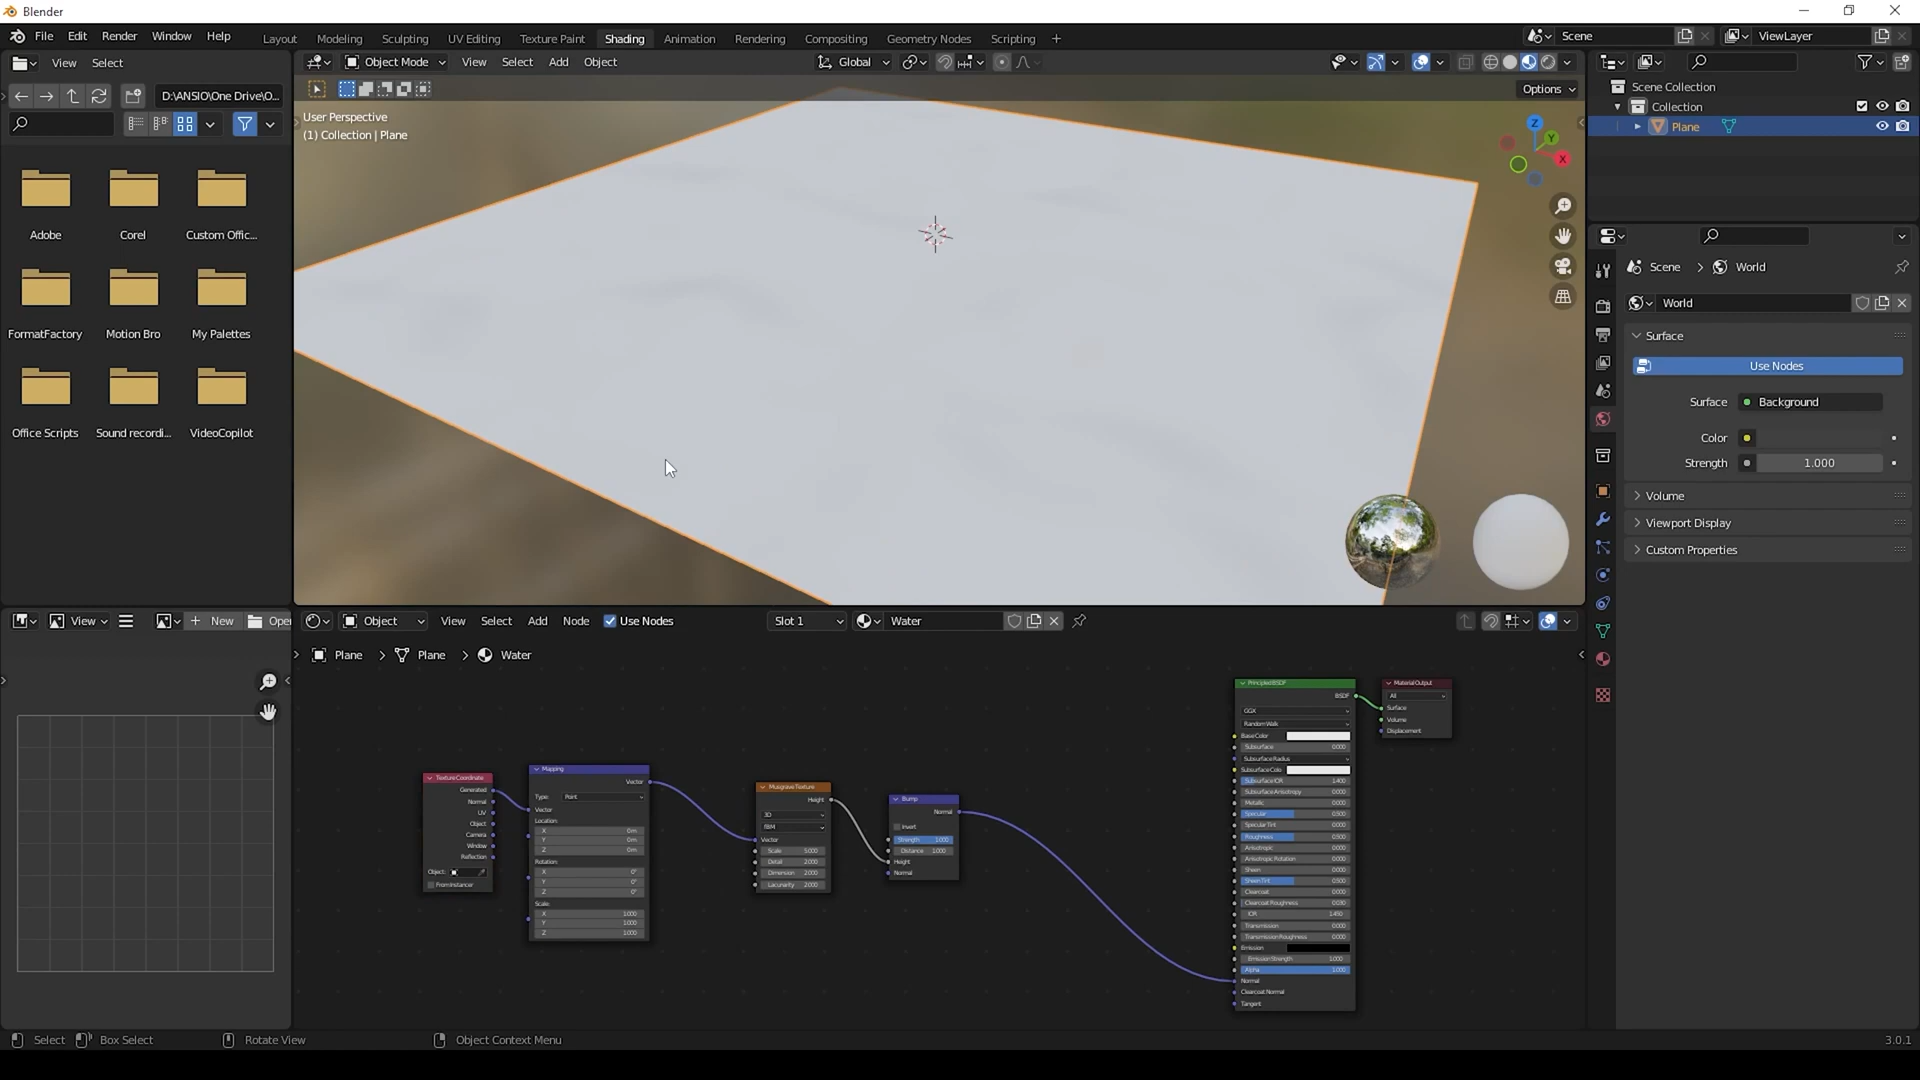 Blender
File Edit Render Window Help
Layout Modeling Sculpting UV Editing Texture Paint Shading Animation Rendering Compositing Geometry Nodes Scripting +
Scene
ViewLayer
View Select
Object Mode View Select Add Object
Global
D:\ANSIO\One Drive\O...
Options
User Perspective
(1) Collection | Plane
Z
Y
X
Scene Collection
Collection
Plane
Adobe
Corel
Custom Offic...
FormatFactory
Motion Bro
My Palettes
Office Scripts
Sound recordi...
VideoCopilot
Scene > World
World
Surface
Use Nodes
Surface Background
Color
Strength 1.000
Volume
Viewport Display
Custom Properties
View
New
Open
Object View Select Add Node Use Nodes
Slot 1
Water
Plane > Plane > Water
Texture Coordinate
Generated
Normal
UV
Object
Camera
Window
Reflection
Object:
From Instancer
Mapping
Vector
Type: Point
Vector
Location:
X 0m
Y 0m
Z 0m
Rotation:
X 0°
Y 0°
Z 0°
Scale:
X 1.000
Y 1.000
Z 1.000
Musgrave Texture
Height
3D
fBM
Vector
Scale 5.000
Detail 2.000
Dimension 2.000
Lacunarity 2.000
Bump
Normal
Invert
Strength 1.000
Distance 1.000
Height
Normal
Principled BSDF
BSDF
GGX
Random Walk
Base Color
Subsurface 0.000
Subsurface Radius
Subsurface Colo
Subsurface IOR 1.400
Subsurface Anisotropy 0.000
Metallic 0.000
Specular 0.500
Specular Tint 0.000
Roughness 0.500
Anisotropic 0.000
Anisotropic Rotation 0.000
Sheen 0.000
Sheen Tint 0.500
Clearcoat 0.000
Clearcoat Roughness 0.030
IOR 1.450
Transmission 0.000
Transmission Roughness 0.000
Emission
Emission Strength 1.000
Alpha 1.000
Normal
Clearcoat Normal
Tangent
Material Output
All
Surface
Volume
Displacement
Select Box Select Rotate View Object Context Menu
3.0.1